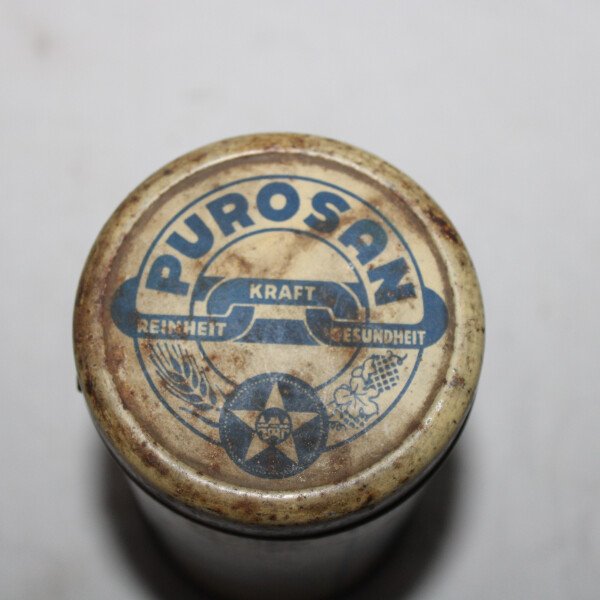 PUROSAN
KRAFT
REINHEIT GESUNDHEIT